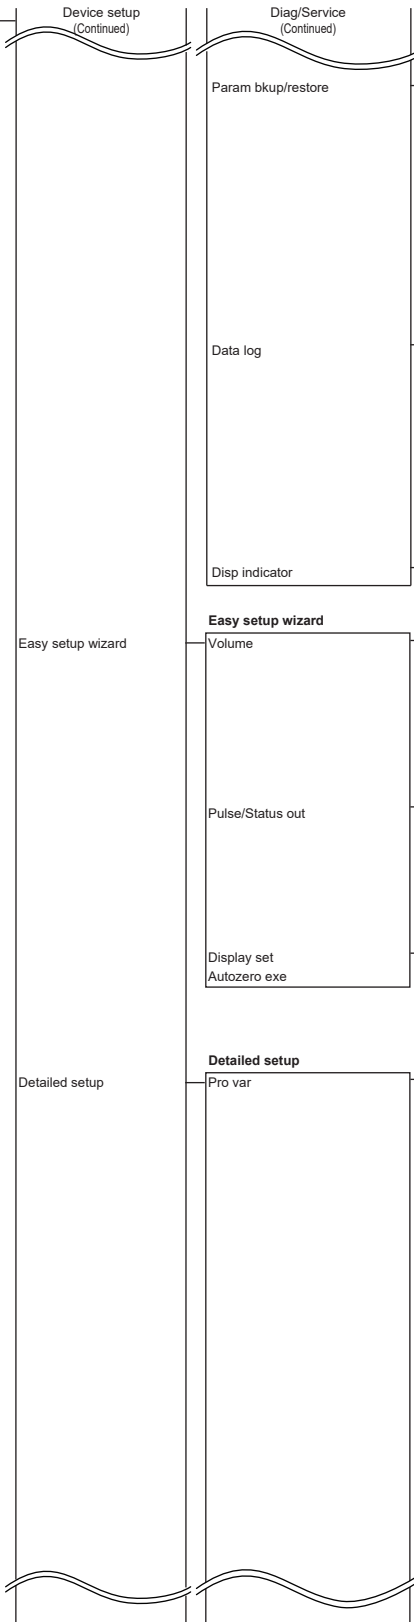 Device setup
(Continued)
Diag/Service
(Continued)
Param bkup/restore
Data log
Disp indicator
Easy setup wizard
Easy setup wizard
Volume
Pulse/Status out
Display set
Autozero exe
Detailed setup
Detailed setup
Pro var